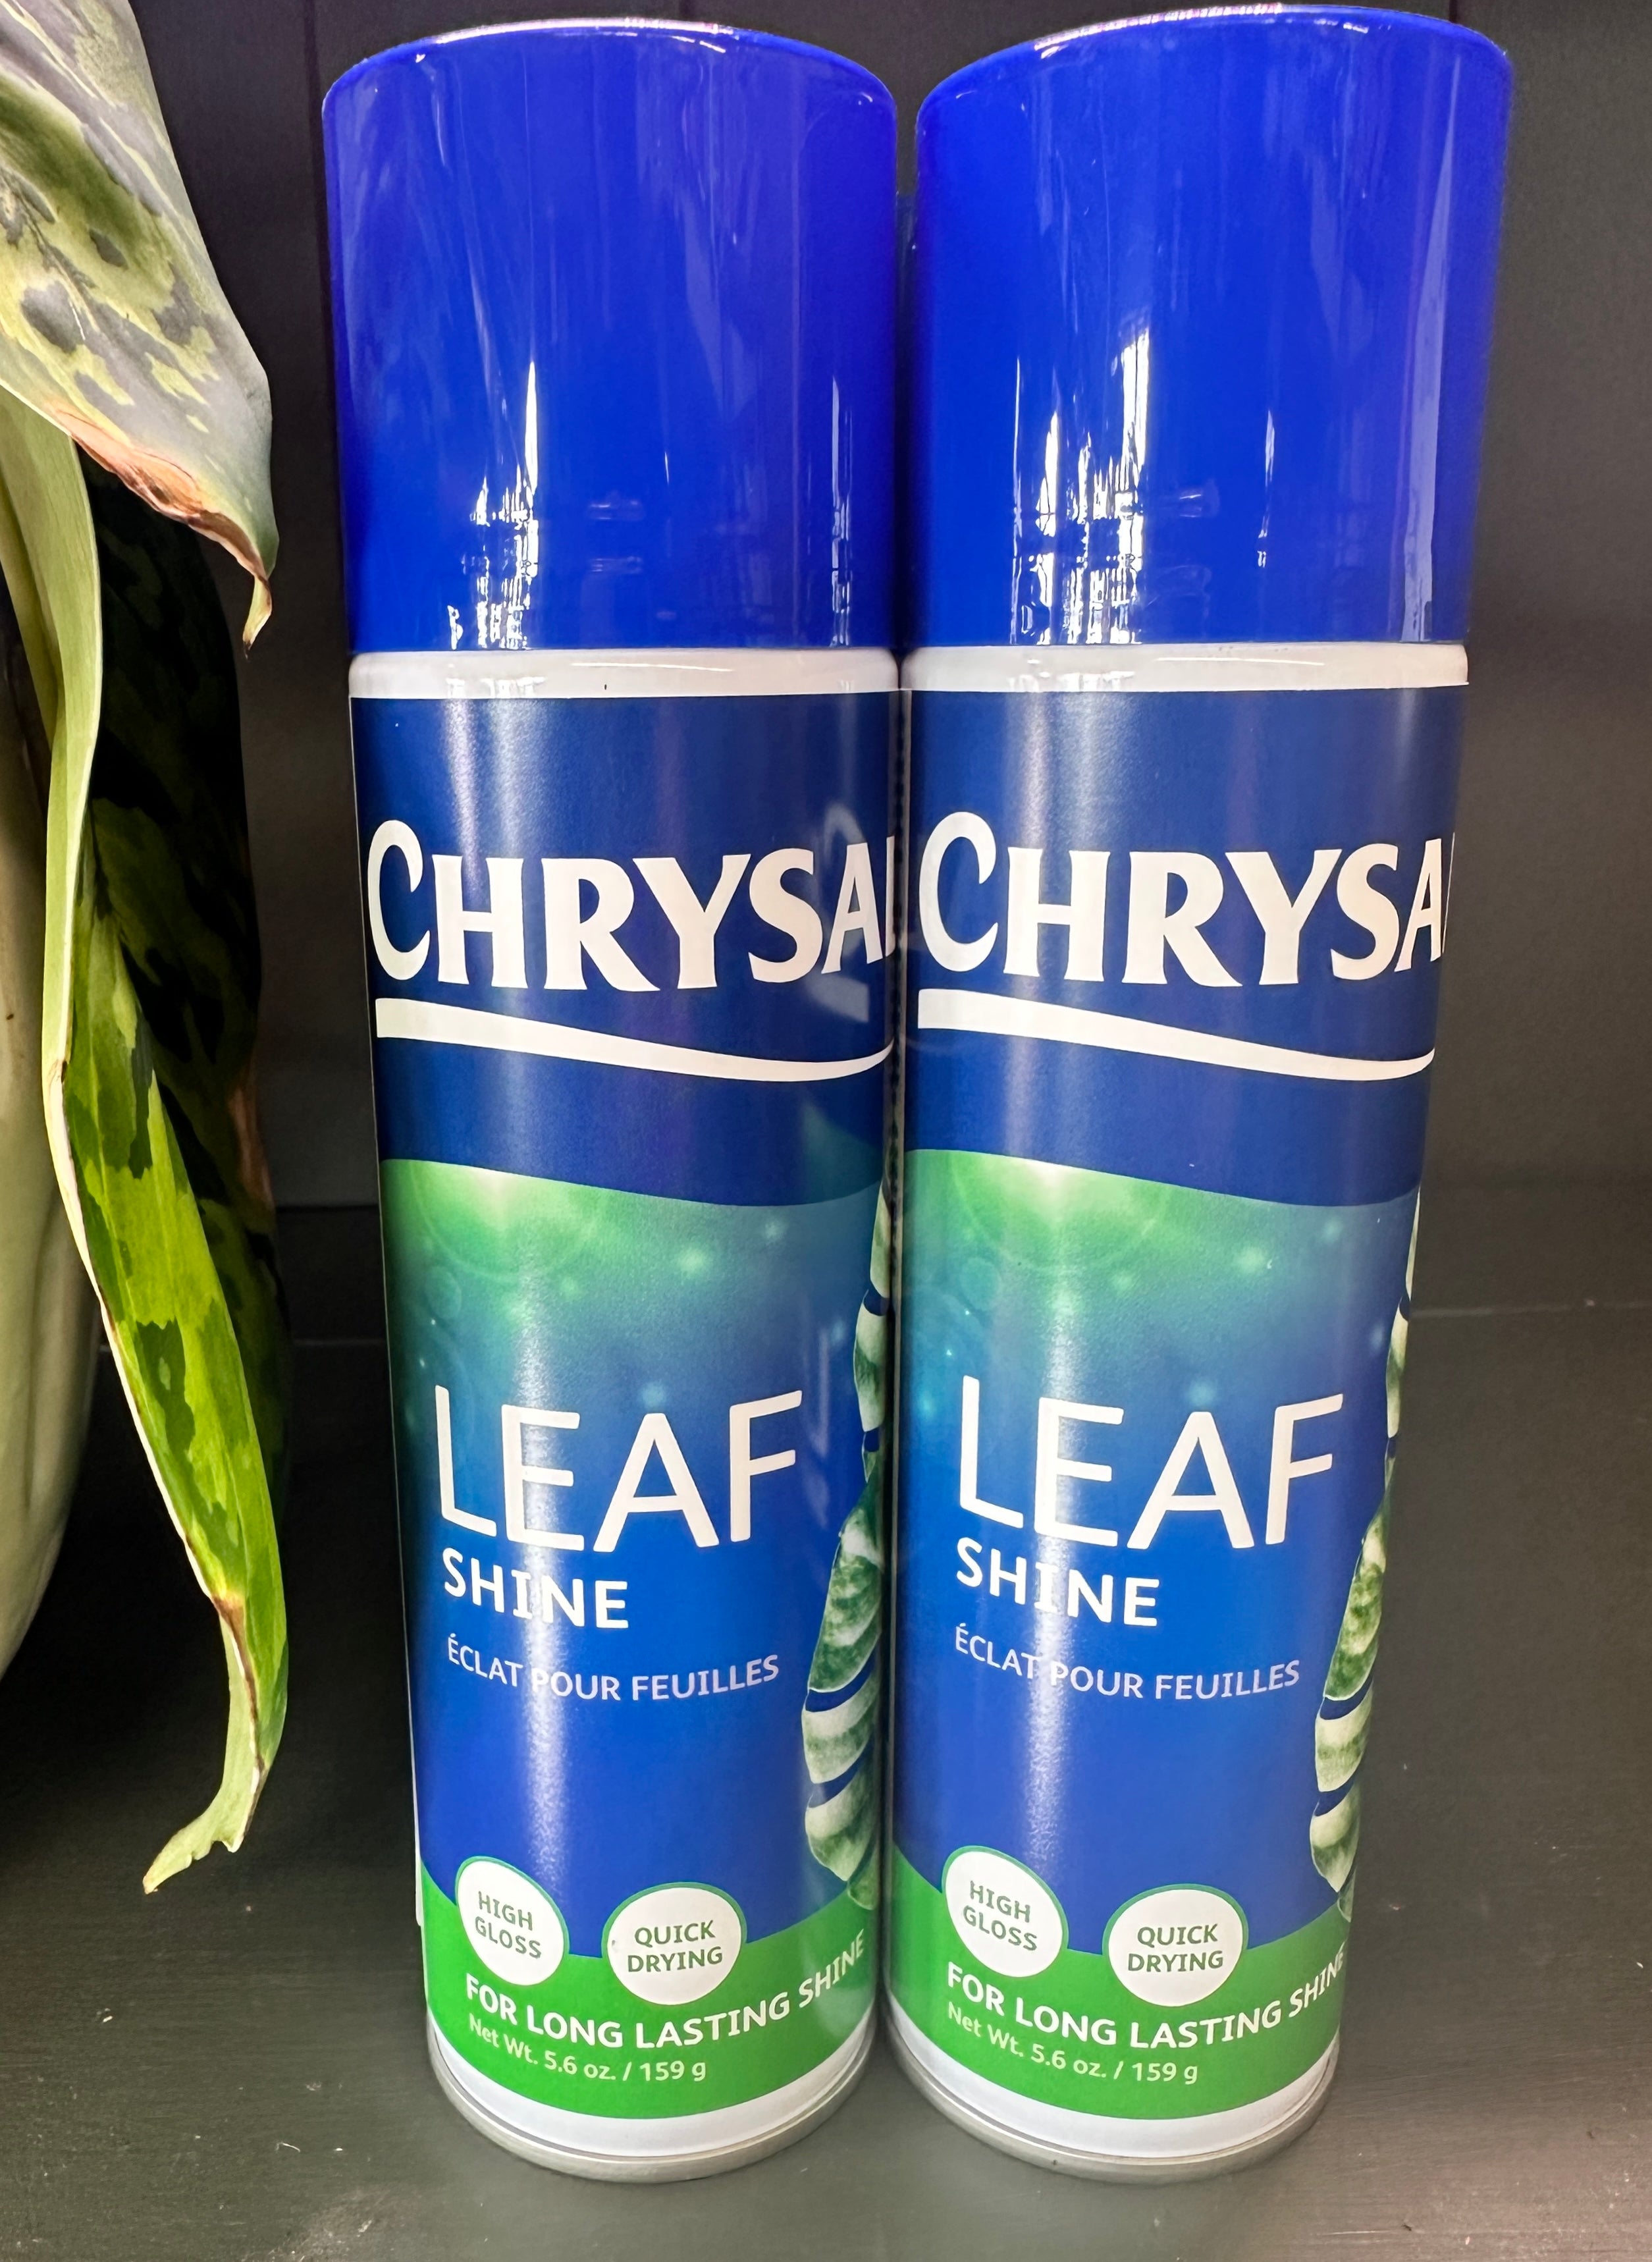 CHRYSAL
LEAF
SHINE
ÉCLAT POUR FEUILLES
HIGH
GLOSS
QUICK
DRYING
FOR LONG LASTING SHINE
Net Wt. 5.6 oz. / 159 g
CHRYSA
LEAF
SHINE
ÉCLAT POUR FEUILLES
HIGH
GLOSS
QUICK
DRYING
FOR LONG LASTING SHINE
Net Wt. 5.6 oz. / 159 g